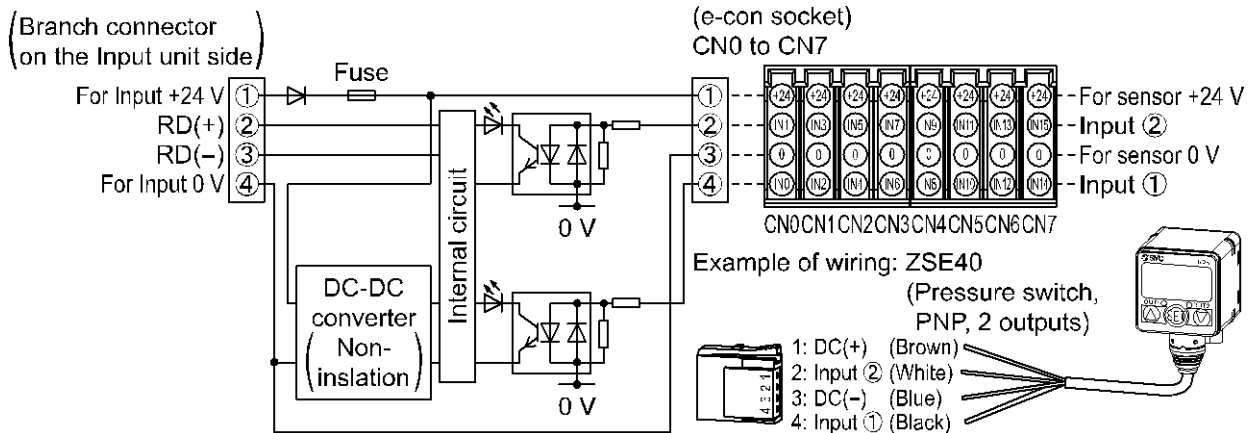 (Branch connector
on the Input unit side)
For Input +24 V ①
RD(+) ②
RD(−) ③
For Input 0 V ④
Fuse
Internal circuit
DC-DC
converter
(Non-
inslation)
0 V
0 V
(e-con socket)
CN0 to CN7
①
②
③
④
+24 +24 +24 +24 +24 +24 +24 +24
IN1 IN3 IN5 IN7 IN9 IN11 IN13 IN15
0 0 0 0 0 0 0 0
IN0 IN2 IN4 IN6 IN8 IN10 IN12 IN14
For sensor +24 V
Input ②
For sensor 0 V
Input ①
CN0 CN1 CN2 CN3 CN4 CN5 CN6 CN7
Example of wiring: ZSE40
(Pressure switch,
PNP, 2 outputs)
4 3 2 1
1: DC(+) (Brown)
2: Input ② (White)
3: DC(−) (Blue)
4: Input ① (Black)
SMC
SET